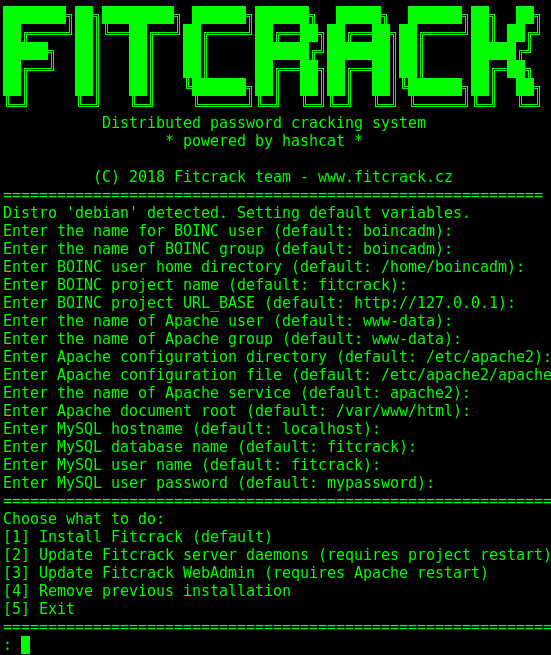 FITCRACK
Distributed password cracking system
* powered by hashcat *
(C) 2018 Fitcrack team - www.fitcrack.cz
============================================================
Distro 'debian' detected. Setting default variables.
Enter the name for BOINC user (default: boincadm):
Enter the name of BOINC group (default: boincadm):
Enter BOINC user home directory (default: /home/boincadm):
Enter BOINC project name (default: fitcrack):
Enter BOINC project URL_BASE (default: http://127.0.0.1):
Enter the name of Apache user (default: www-data):
Enter the name of Apache group (default: www-data):
Enter Apache configuration directory (default: /etc/apache2):
Enter Apache configuration file (default: /etc/apache2/apache
Enter the name of Apache service (default: apache2):
Enter Apache document root (default: /var/www/html):
Enter MySQL hostname (default: localhost):
Enter MySQL database name (default: fitcrack):
Enter MySQL user name (default: fitcrack):
Enter MySQL user password (default: mypassword):
=============================================================
Choose what to do:
[1] Install Fitcrack (default)
[2] Update Fitcrack server daemons (requires project restart)
[3] Update Fitcrack WebAdmin (requires Apache restart)
[4] Remove previous installation
[5] Exit
=============================================================
: